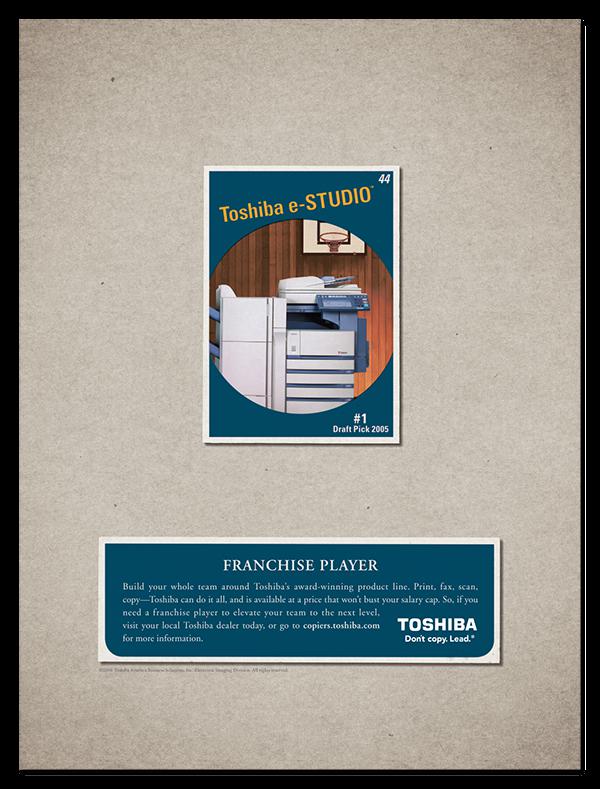 44
Toshiba e-STUDIO™
#1
Draft Pick 2005
FRANCHISE PLAYER
Build your whole team around Toshiba's award-winning product line. Print, fax, scan,
copy—Toshiba can do it all, and is available at a price that won't bust your salary cap. So, if you
need a franchise player to elevate your team to the next level,
visit your local Toshiba dealer today, or go to copiers.toshiba.com
for more information.
TOSHIBA
Don't copy. Lead.®
Toshiba America Business Solutions, Inc. Electronic Imaging Division. All rights reserved.